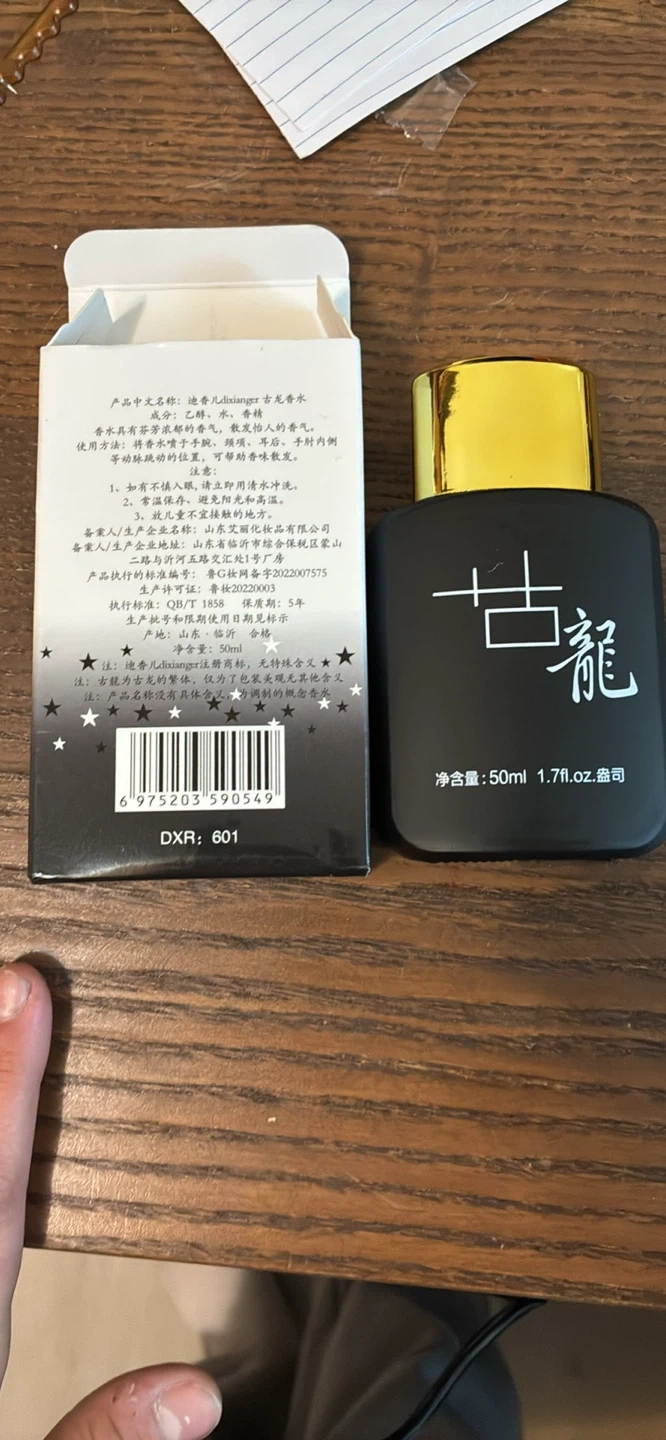 产品中文名称：迪香儿dixianger 古龙香水
成分：乙醇、水、香精
香水具有芬芳浓郁的香气，散发怡人的香气。
使用方法：将香水喷于手腕、颈项、耳后、手肘内侧
等动脉跳动的位置，可帮助香味散发。
注意：
1、如有不慎入眼，请立即用清水冲洗。
2、常温保存、避免阳光和高温。
3、放儿童不宜接触的地方。
备案人/生产企业名称：山东艾丽化妆品有限公司
备案人/生产企业地址：山东省临沂市综合保税区蒙山
二路与沂河五路交汇处1号厂房
产品执行的标准编号：鲁G妆网备字2022007575
生产许可证：鲁妆20220003
执行标准：QB/T 1858 保质期：5年
生产批号和限期使用日期见标示
产地：山东·临沂 合格
净含量：50ml
注：迪香儿dixianger注册商标，无特殊含义
注：古龍为古龙的繁体，仅为了包装美观无其他含义
注：产品名称没有具体含义，为调制的概念香水
6 975203 590549
DXR：601
古龍
净含量：50ml 1.7fl.oz.盎司